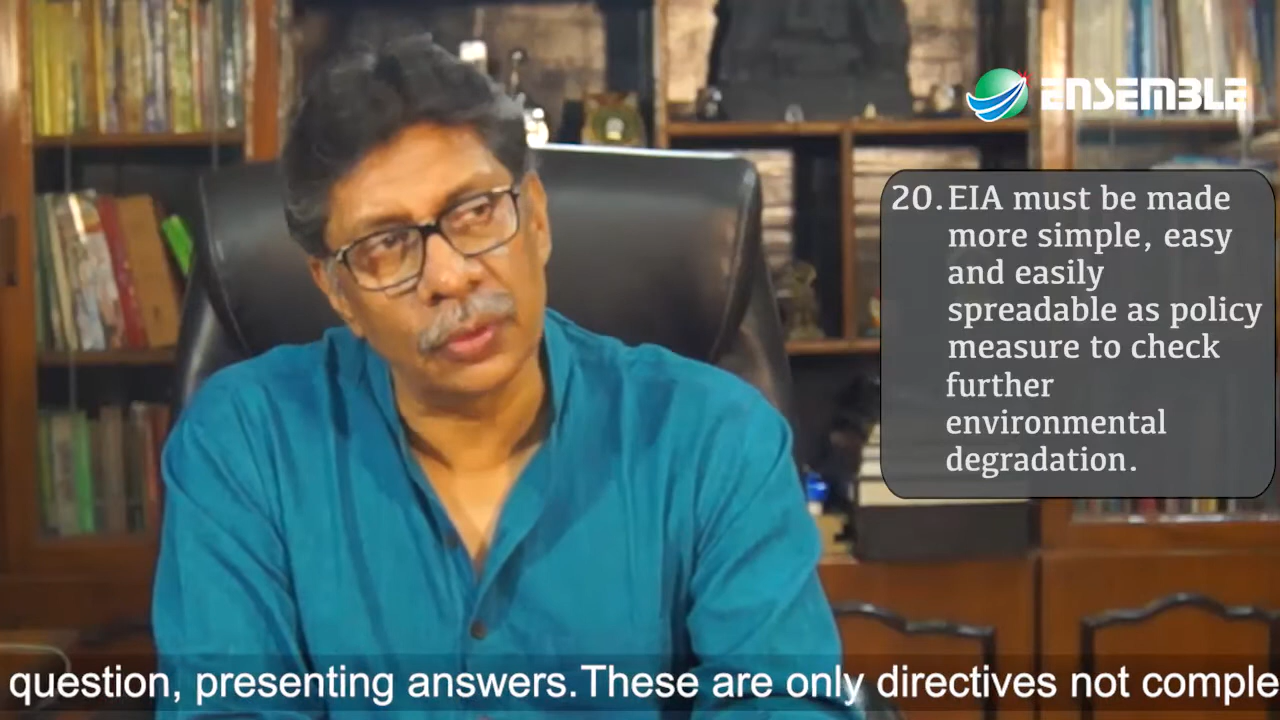 ENSEMBLE
20. EIA must be made
more simple, easy
and easily
spreadable as policy
measure to check
further
environmental
degradation.
question, presenting answers.These are only directives not comple